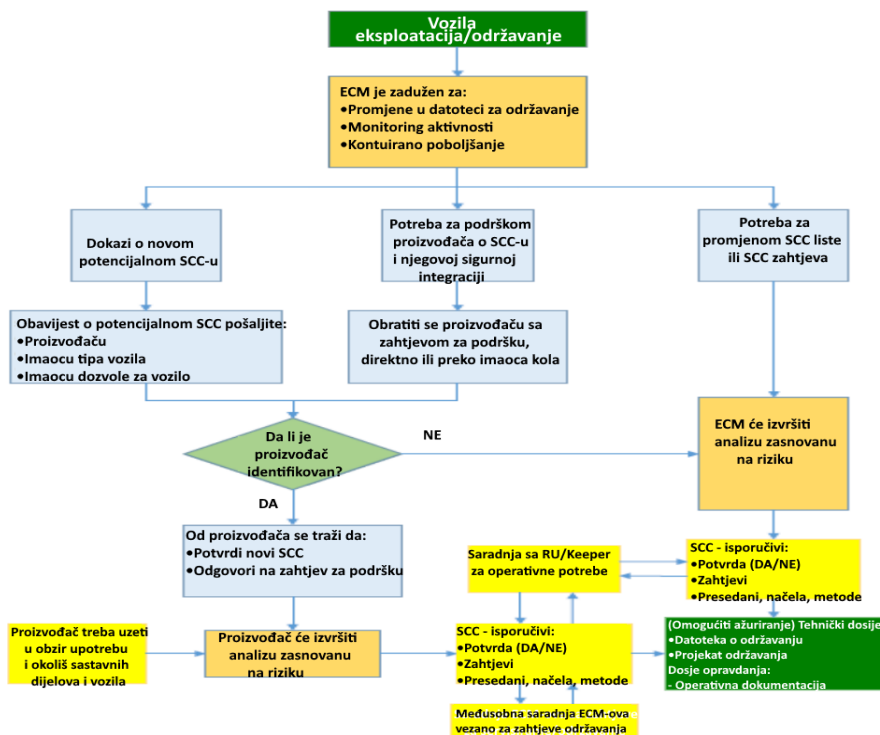 Vozila
eksploatacija/održavanje
ECM je zadužen za:
•Promjene u datoteci za održavanje
•Monitoring aktivnosti
•Kontuirano poboljšanje
Dokazi o novom
potencijalnom SCC-u
Potreba za podrškom
proizvođača o SCC-u
i njegovoj sigurnoj
integraciji
Potreba za
promjenom SCC liste
ili SCC zahtjeva
Obavijest o potencijalnom SCC pošaljite:
•Proizvođaču
•Imaocu tipa vozila
•Imaocu dozvole za vozilo
Obratiti se proizvođaču sa
zahtjevom za podršku,
direktno ili preko imaoca kola
Da li je
proizvođač
identifikovan?
NE
ECM će izvršiti
analizu zasnovanu
na riziku
DA
Od proizvođača se traži da:
•Potvrdi novi SCC
•Odgovori na zahtjev za podršku
Saradnja sa RU/Keeper
za operativne potrebe
SCC - isporučivi:
•Potvrda (DA/NE)
•Zahtjevi
•Presedani, načela, metode
Proizvođač treba uzeti
u obzir upotrebu
i okoliš sastavnih
dijelova i vozila
Proizvođač će izvršiti
analizu zasnovanu
na riziku
SCC - isporučivi:
•Potvrda (DA/NE)
•Zahtjevi
•Presedani, načela, metode
(Omogućiti ažuriranje) Tehnički dosije
•Datoteka o održavanju
•Projekat održavanja
Dosje opravdanja:
- Operativna dokumentacija
Međusobna saradnja ECM-ova
vezano za zahtjeve održavanja